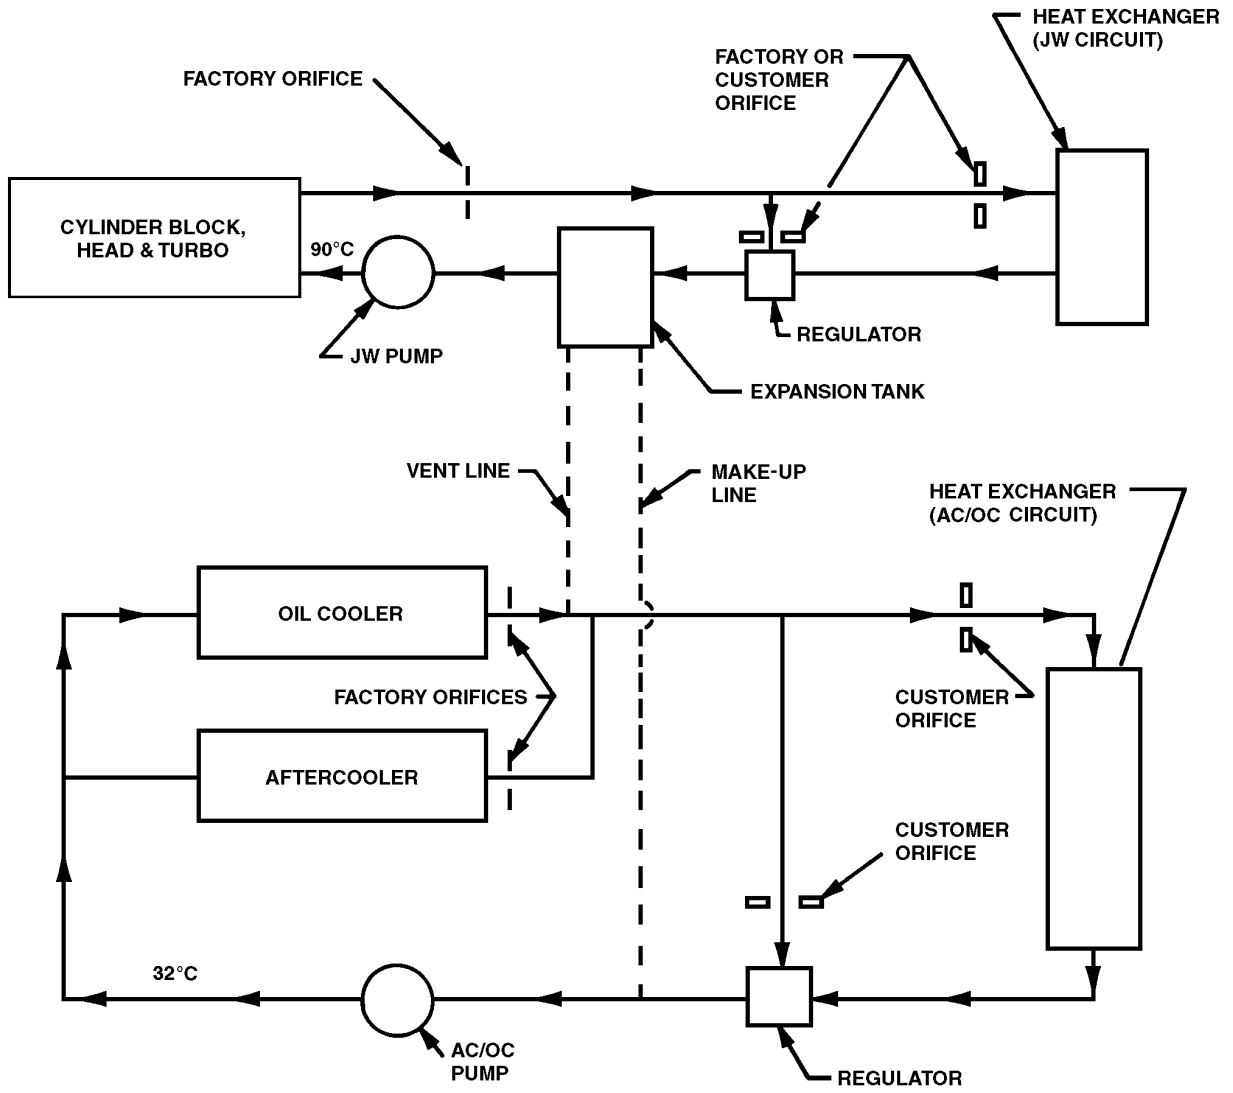 HEAT EXCHANGER
(JW CIRCUIT)
FACTORY OR
CUSTOMER
ORIFICE
FACTORY ORIFICE
CYLINDER BLOCK,
HEAD & TURBO
90°C
REGULATOR
JW PUMP
EXPANSION TANK
VENT LINE
MAKE-UP
LINE
HEAT EXCHANGER
(AC/OC CIRCUIT)
OIL COOLER
FACTORY ORIFICES
CUSTOMER
ORIFICE
AFTERCOOLER
CUSTOMER
ORIFICE
32°C
AC/OC
PUMP
REGULATOR